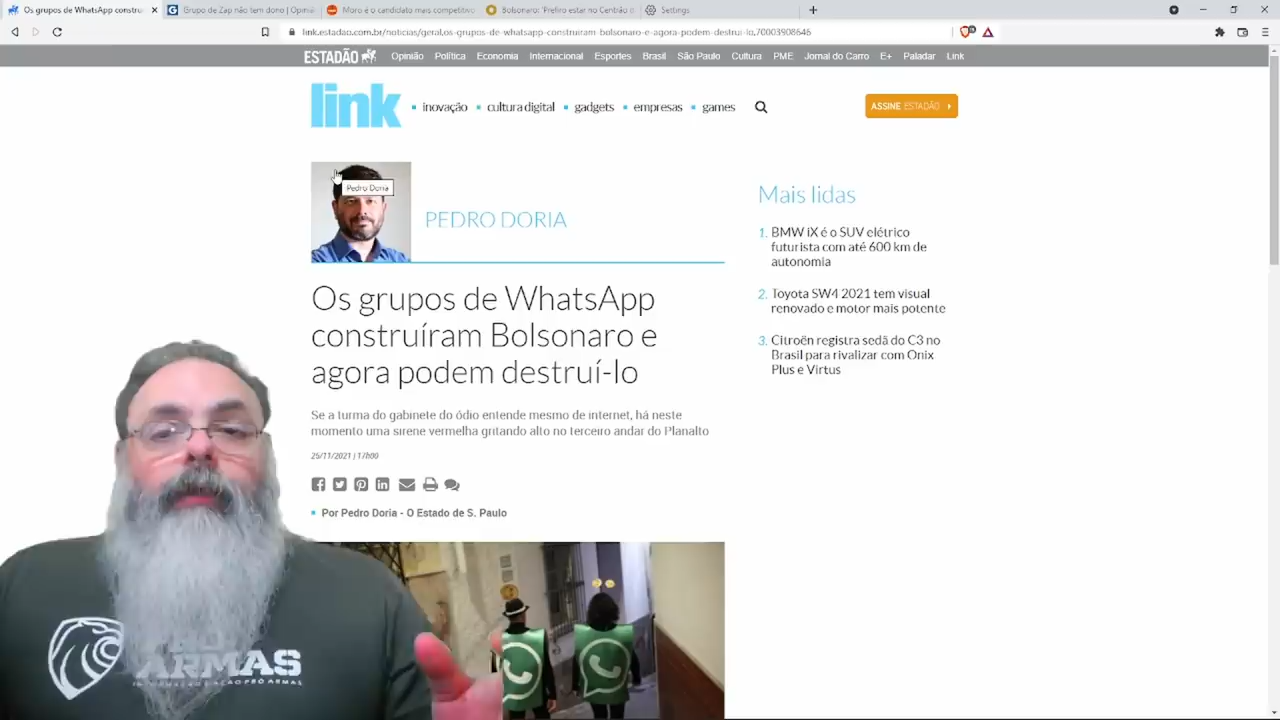 Os grupos de WhatsApp constru
Grupo de Zap não tem dono | Opini
Moro é o candidato mais competitivo
Bolsonaro: 'Prefiro estar no Centrão
Settings
link.estadao.com.br/noticias/geral,os-grupos-de-whatsapp-construiram-bolsonaro-e-agora-podem-destrui-lo,70003908646
ESTADÃO Opinião Política Economia Internacional Esportes Brasil São Paulo Cultura PME Jornal do Carro E+ Paladar Link
link inovação cultura digital gadgets empresas games
ASSINE ESTADÃO
Pedro Doria
PEDRO DORIA
Os grupos de WhatsApp
construíram Bolsonaro e
agora podem destruí-lo
Se a turma do gabinete do ódio entende mesmo de internet, há neste
momento uma sirene vermelha gritando alto no terceiro andar do Planalto
25/11/2021 | 17h00
Por Pedro Doria - O Estado de S. Paulo
Mais lidas
1. BMW iX é o SUV elétrico
futurista com até 600 km de
autonomia
2. Toyota SW4 2021 tem visual
renovado e motor mais potente
3. Citroën registra sedã do C3 no
Brasil para rivalizar com Onix
Plus e Virtus
ARMAS